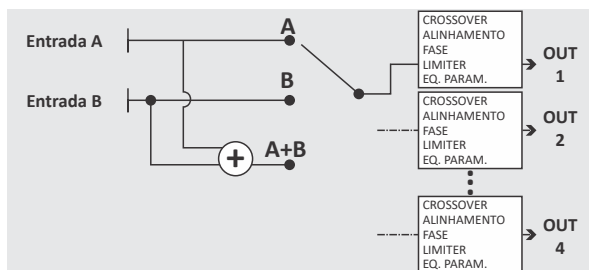 Entrada A
A
CROSSOVER
ALINHAMENTO
FASE
LIMITER
EQ. PARAM.
OUT
1
Entrada B
B
A+B
+
CROSSOVER
ALINHAMENTO
FASE
LIMITER
EQ. PARAM.
OUT
2
CROSSOVER
ALINHAMENTO
FASE
LIMITER
EQ. PARAM.
OUT
4